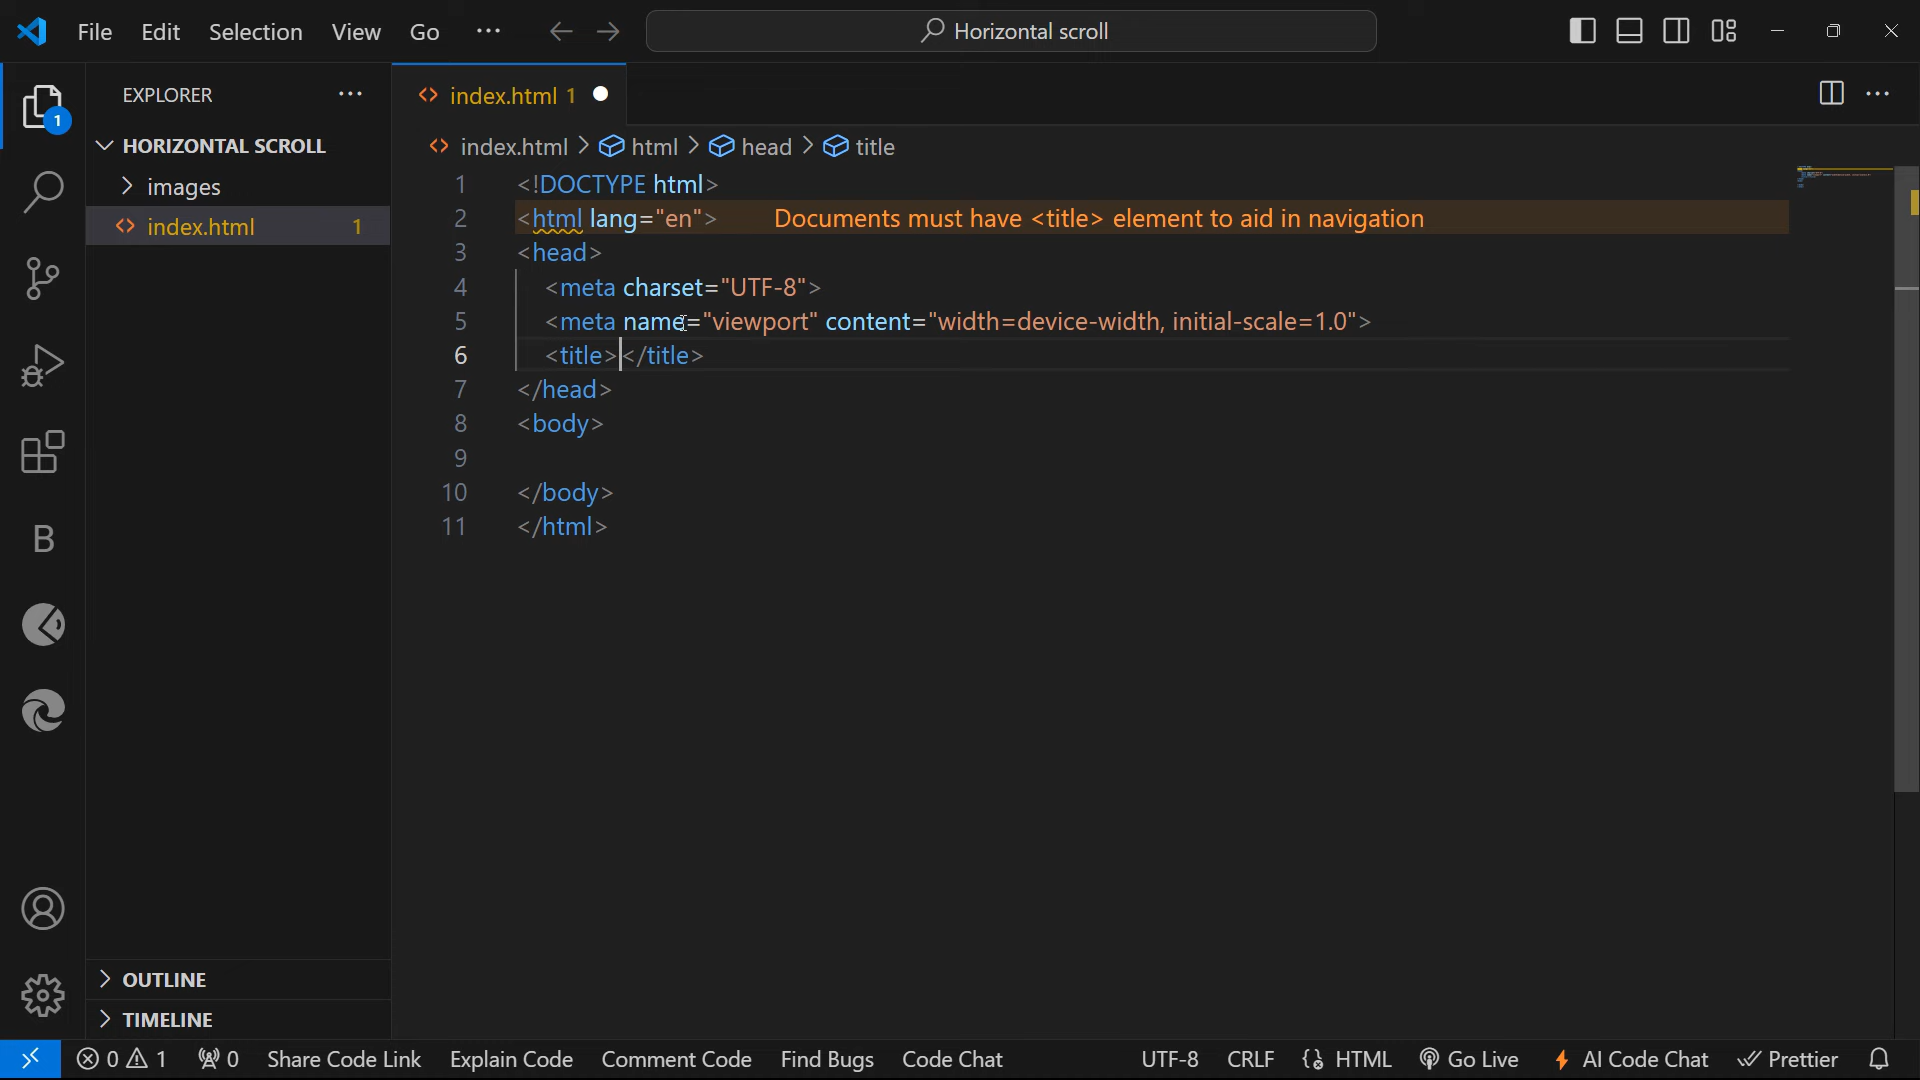 File Edit Selection View Go ··· Horizontal scroll
1
EXPLORER ···
HORIZONTAL SCROLL
images
index.html 1
OUTLINE
TIMELINE
index.html 1
index.html > html > head > title
1 <!DOCTYPE html>
2 <html lang="en"> Documents must have <title> element to aid in navigation
3 <head>
4 <meta charset="UTF-8">
5 <meta name="viewport" content="width=device-width, initial-scale=1.0">
6 <title></title>
7 </head>
8 <body>
9
10 </body>
11 </html>
B
0 1 0 Share Code Link Explain Code Comment Code Find Bugs Code Chat UTF-8 CRLF {} HTML Go Live AI Code Chat Prettier